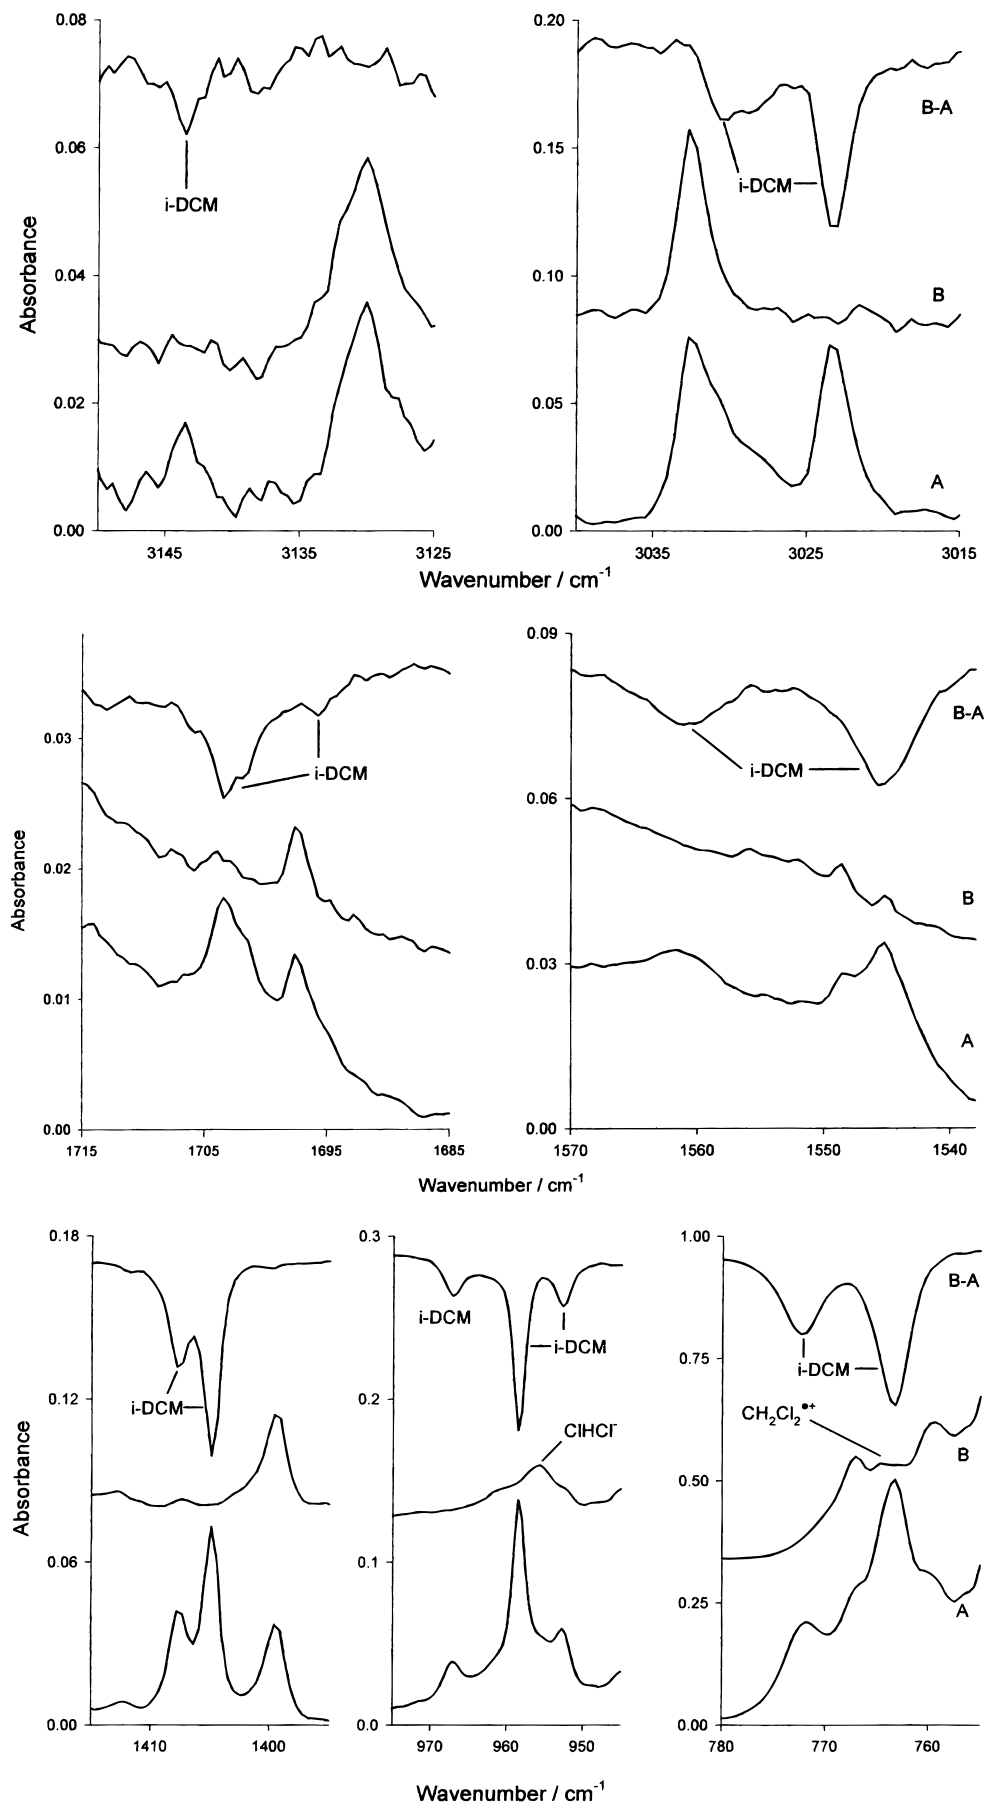 0.08
0.06
0.04
0.02
0.00
Absorbance
i-DCM
3145 3135 3125
0.20
0.15
0.10
0.05
0.00
B-A
i-DCM
B
A
3035 3025 3015
Wavenumber / cm⁻¹
0.03
0.02
0.01
0.00
Absorbance
i-DCM
1715 1705 1695 1685
0.09
0.06
0.03
0.00
B-A
i-DCM
B
A
1570 1560 1550 1540
Wavenumber / cm⁻¹
0.18
0.12
0.06
0.00
Absorbance
i-DCM
1410 1400
0.3
0.2
0.1
0.0
i-DCM
i-DCM
ClHCl⁻
970 960 950
1.00
0.75
0.50
0.25
0.00
B-A
i-DCM
CH₂Cl₂•⁺
B
A
780 770 760
Wavenumber / cm⁻¹